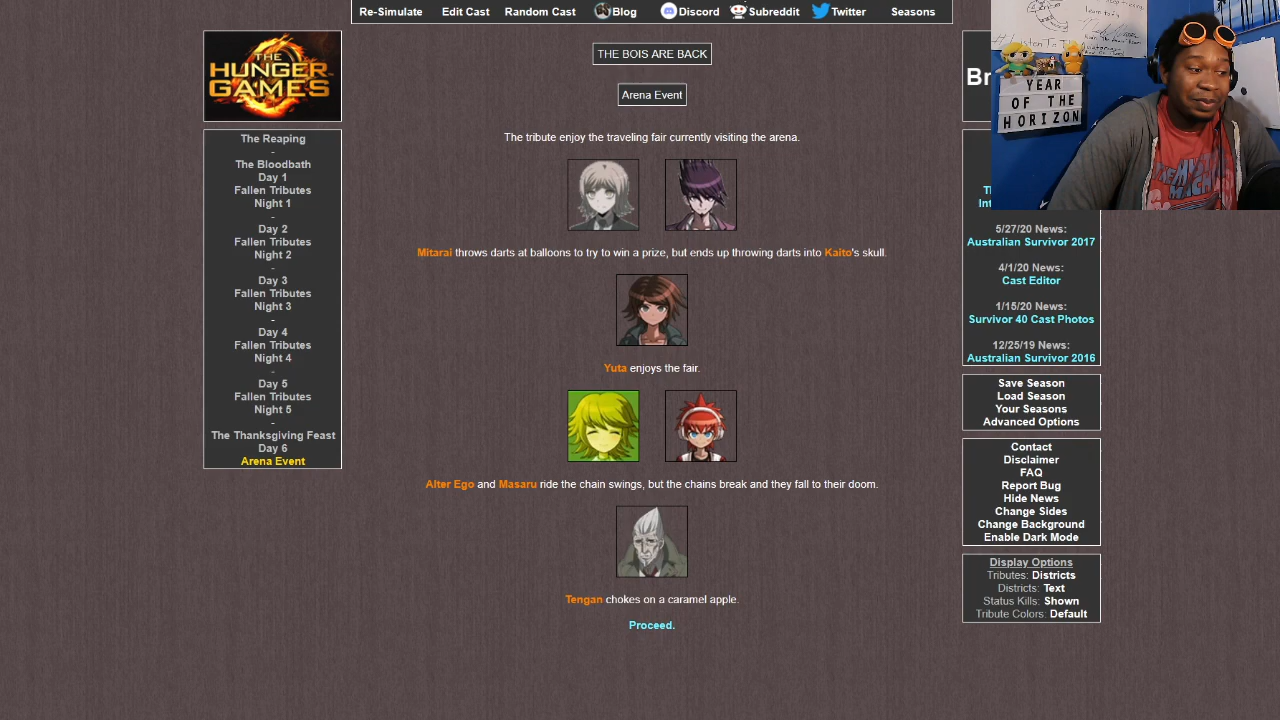 Re-Simulate Edit Cast Random Cast Blog Discord Subreddit Twitter Seasons
THE HUNGER GAMES
The Reaping
-
The Bloodbath
Day 1
Fallen Tributes
Night 1
-
Day 2
Fallen Tributes
Night 2
-
Day 3
Fallen Tributes
Night 3
-
Day 4
Fallen Tributes
Night 4
-
Day 5
Fallen Tributes
Night 5
-
The Thanksgiving Feast
Day 6
Arena Event
THE BOIS ARE BACK
Arena Event
The tribute enjoy the traveling fair currently visiting the arena.
Mitarai throws darts at balloons to try to win a prize, but ends up throwing darts into Kaito's skull.
Yuta enjoys the fair.
Alter Ego and Masaru ride the chain swings, but the chains break and they fall to their doom.
Tengan chokes on a caramel apple.
Proceed.
YEAR
OF THE
HORIZON
5/27/20 News:
Australian Survivor 2017
4/1/20 News:
Cast Editor
1/15/20 News:
Survivor 40 Cast Photos
12/25/19 News:
Australian Survivor 2016
Save Season
Load Season
Your Seasons
Advanced Options
Contact
Disclaimer
FAQ
Report Bug
Hide News
Change Sides
Change Background
Enable Dark Mode
Display Options
Tributes: Districts
Districts: Text
Status Kills: Shown
Tribute Colors: Default